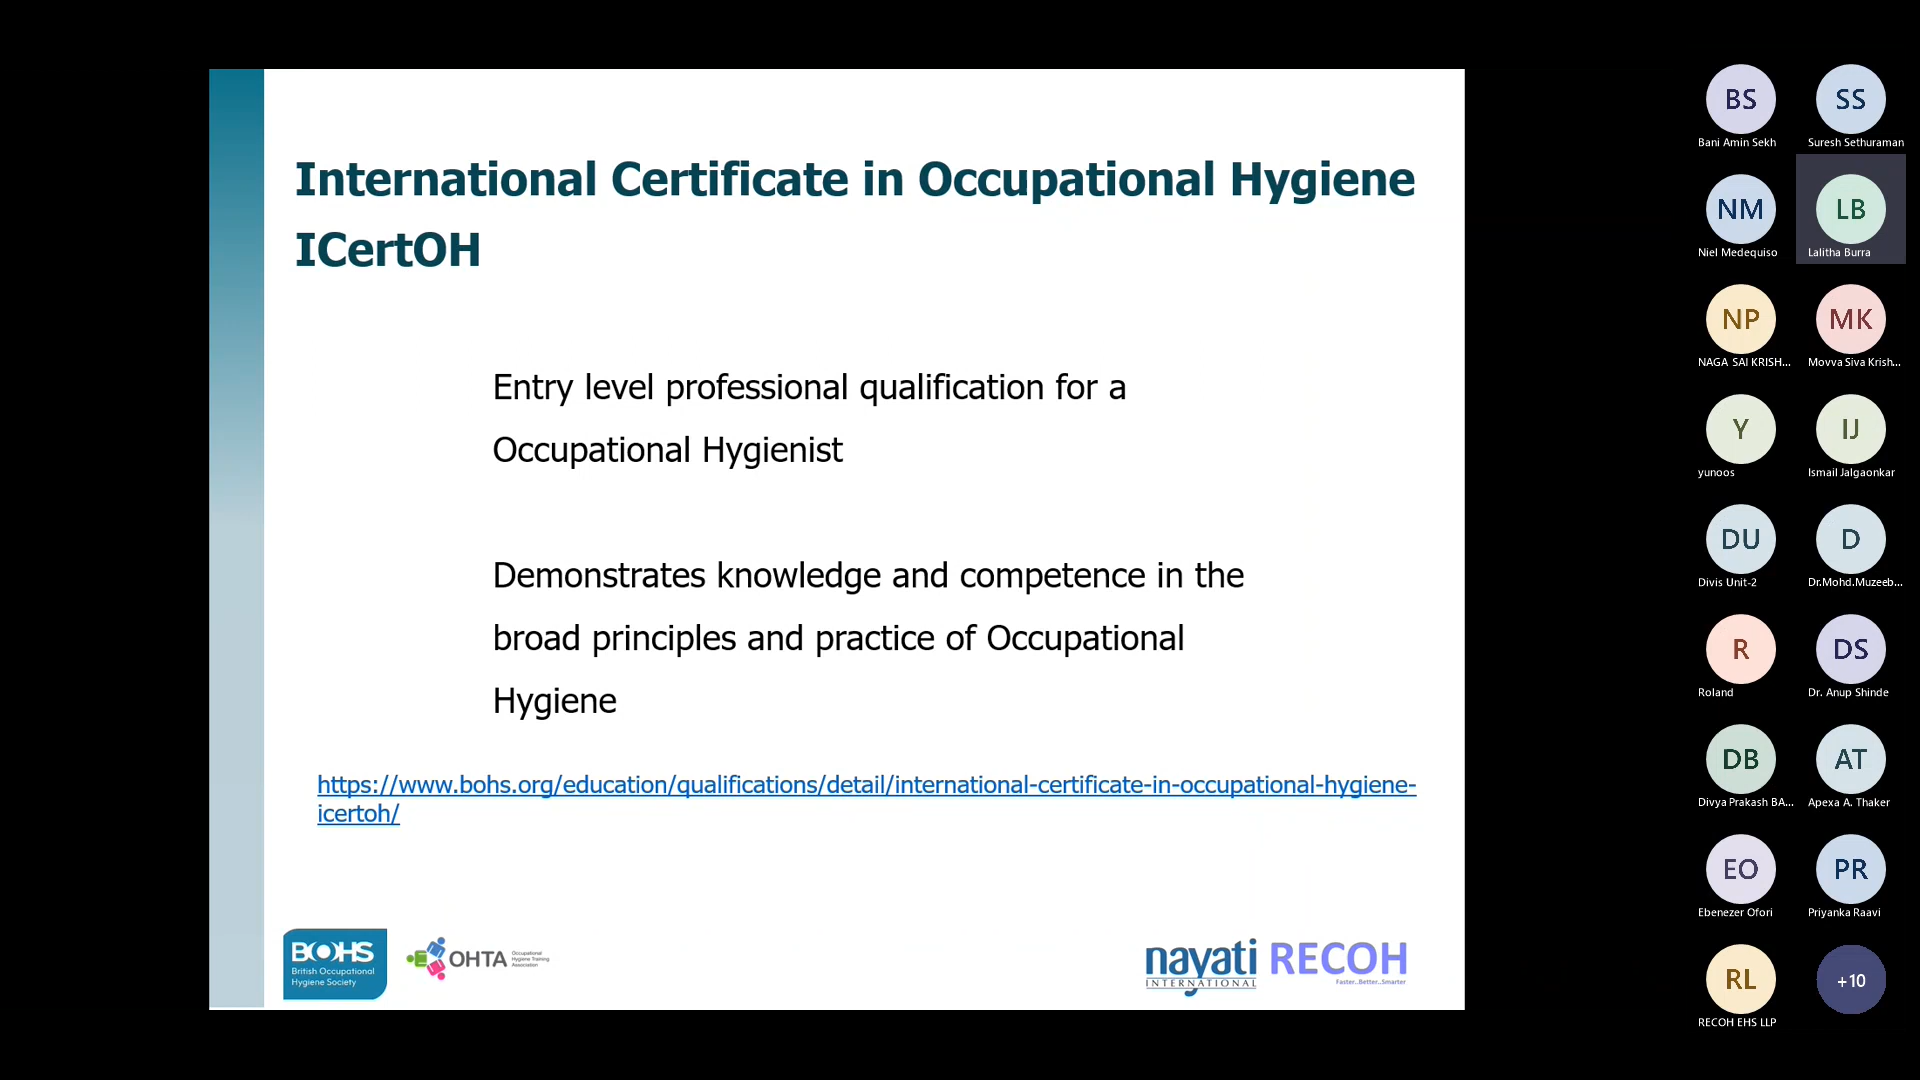 International Certificate in Occupational Hygiene
ICertOH
Entry level professional qualification for a
Occupational Hygienist
Demonstrates knowledge and competence in the
broad principles and practice of Occupational
Hygiene
https://www.bohs.org/education/qualifications/detail/international-certificate-in-occupational-hygiene-
icertoh/
BOHS
British Occupational
Hygiene Society
OHTA
Occupational
Hygiene Training
Association
nayati
INTERNATIONAL
RECOH
Faster..Better..Smarter
BS
Bani Amin Sekh
SS
Suresh Sethuraman
NM
Niel Medequiso
LB
Lalitha Burra
NP
NAGA SAI KRISH...
MK
Movva Siva Krish...
Y
yunoos
IJ
Ismail Jalgaonkar
DU
Divis Unit-2
D
Dr.Mohd.Muzeeb...
R
Roland
DS
Dr. Anup Shinde
DB
Divya Prakash BA...
AT
Apexa A. Thaker
EO
Ebenezer Ofori
PR
Priyanka Raavi
RL
RECOH EHS LLP
+10